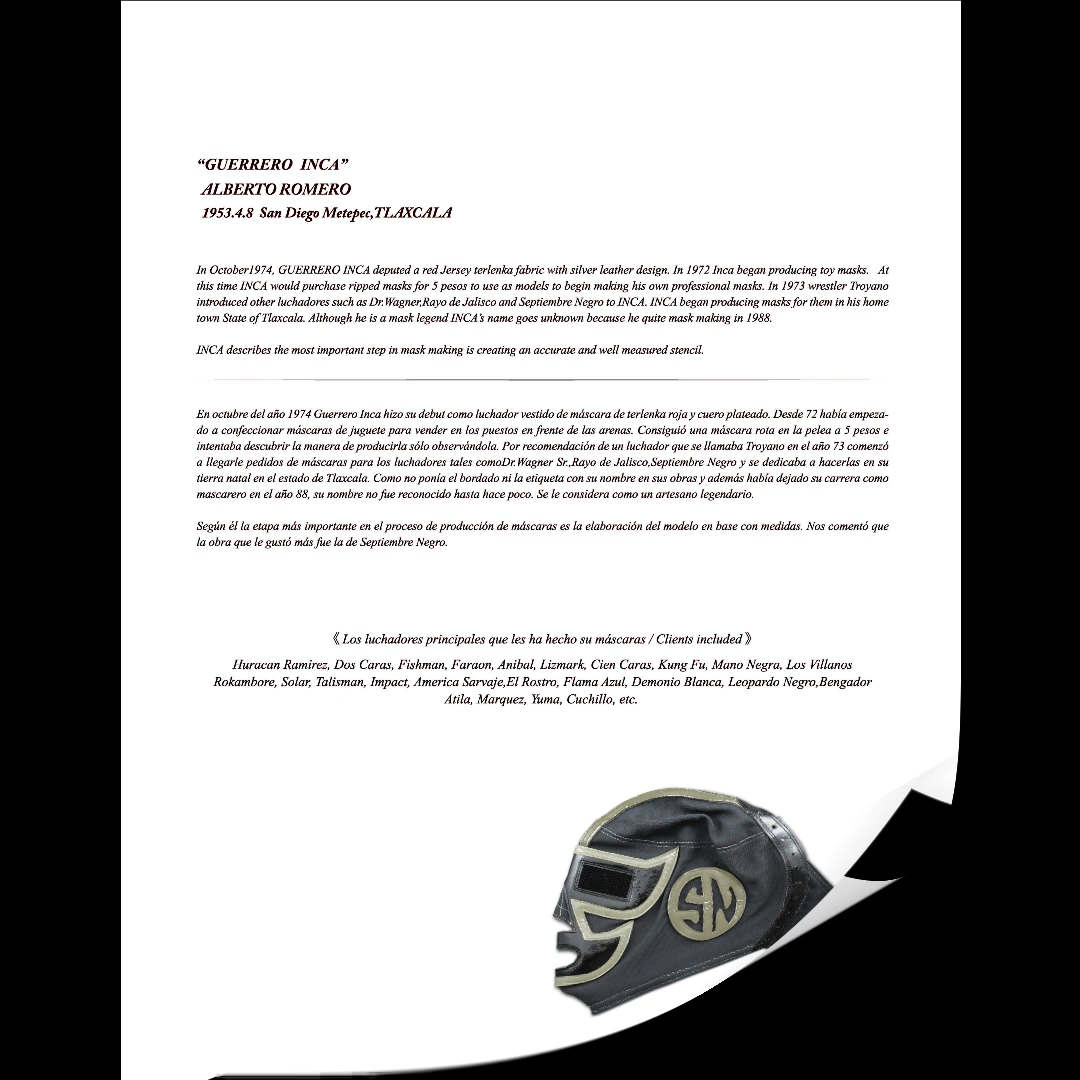 “GUERRERO INCA”
ALBERTO ROMERO
1953.4.8 San Diego Metepec,TLAXCALA
In October1974, GUERRERO INCA deputed a red Jersey terlenka fabric with silver leather design. In 1972 Inca began producing toy masks. At
this time INCA would purchase ripped masks for 5 pesos to use as models to begin making his own professional masks. In 1973 wrestler Troyano
introduced other luchadores such as Dr.Wagner,Rayo de Jalisco and Septiembre Negro to INCA. INCA began producing masks for them in his home
town State of Tlaxcala. Although he is a mask legend INCA’s name goes unknown because he quite mask making in 1988.
INCA describes the most important step in mask making is creating an accurate and well measured stencil.
En octubre del año 1974 Guerrero Inca hizo su debut como luchador vestido de máscara de terlenka roja y cuero plateado. Desde 72 había empeza-
do a confeccionar máscaras de juguete para vender en los puestos en frente de las arenas. Consiguió una máscara rota en la pelea a 5 pesos e
intentaba descubrir la manera de producirla sólo observándola. Por recomendación de un luchador que se llamaba Troyano en el año 73 comenzó
a llegarle pedidos de máscaras para los luchadores tales comoDr.Wagner Sr.,Rayo de Jalisco,Septiembre Negro y se dedicaba a hacerlas en su
tierra natal en el estado de Tlaxcala. Como no ponía el bordado ni la etiqueta con su nombre en sus obras y además había dejado su carrera como
mascarero en el año 88, su nombre no fue reconocido hasta hace poco. Se le considera como un artesano legendario.
Según él la etapa más importante en el proceso de producción de máscaras es la elaboración del modelo en base con medidas. Nos comentó que
la obra que le gustó más fue la de Septiembre Negro.
《 Los luchadores principales que les ha hecho su máscaras / Clients included 》
Huracan Ramirez, Dos Caras, Fishman, Faraon, Anibal, Lizmark, Cien Caras, Kung Fu, Mano Negra, Los Villanos
Rokambore, Solar, Talisman, Impact, America Sarvaje,El Rostro, Flama Azul, Demonio Blanca, Leopardo Negro,Bengador
Atila, Marquez, Yuma, Cuchillo, etc.
SN